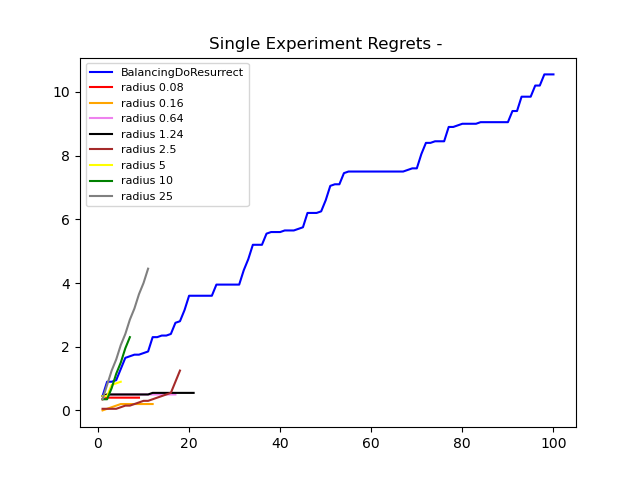 Single Experiment Regrets -
BalancingDoResurrect
radius 0.08
radius 0.16
radius 0.64
radius 1.24
radius 2.5
radius 5
radius 10
radius 25
10
8
6
4
2
0
0 20 40 60 80 100